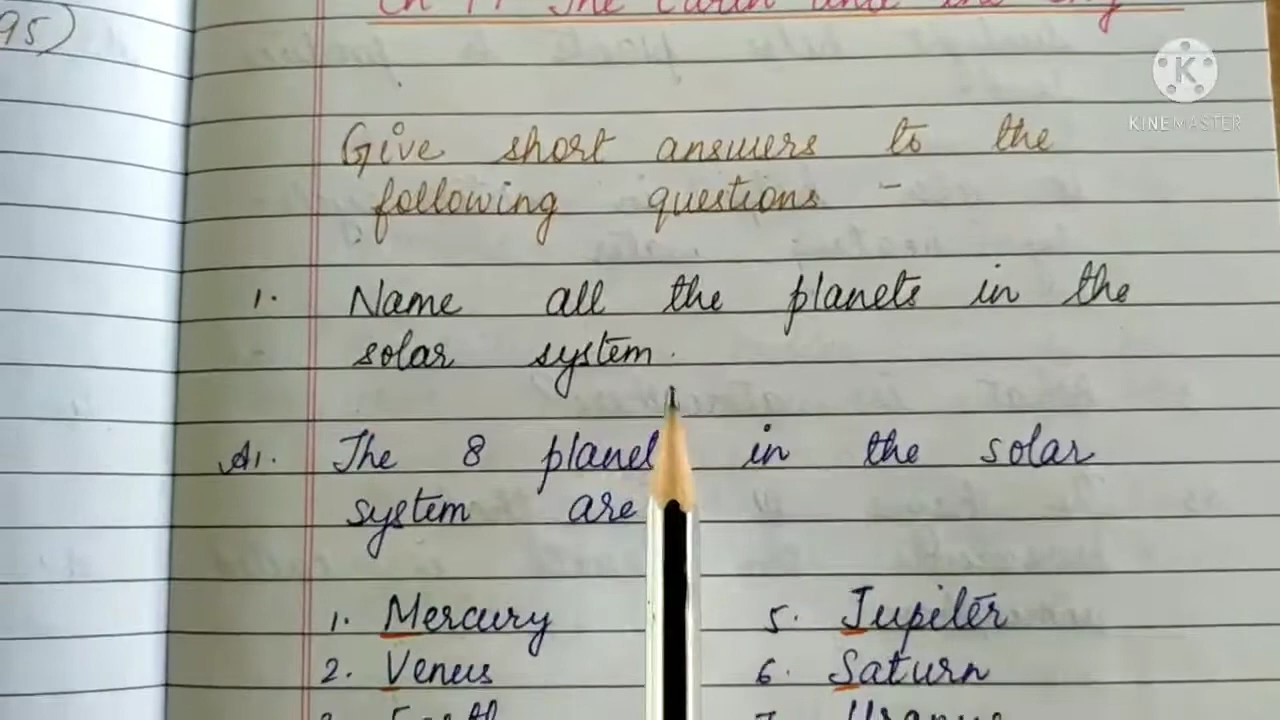 95)
Ch
Give short answers to the
following questions -
1. Name all the planets in the
solar system.
A1. The 8 planet in the solar
system are
1. Mercury 5. Jupiter
2. Venus 6. Saturn
KINEMASTER